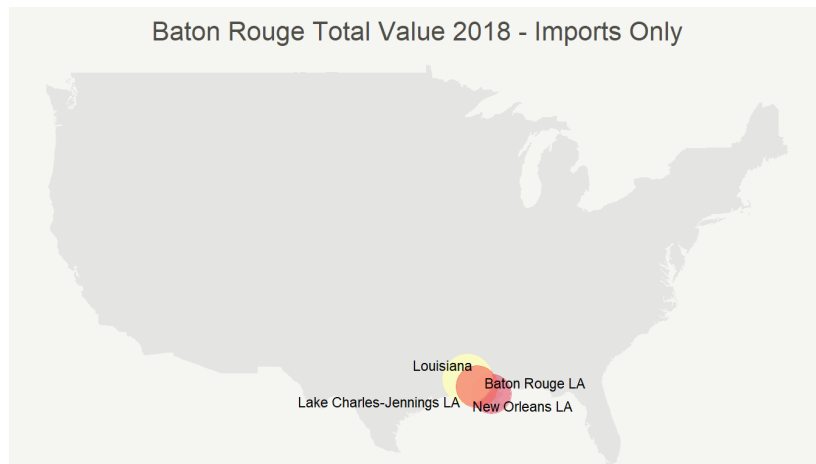 Baton Rouge Total Value 2018 - Imports Only
Louisiana
Baton Rouge LA
Lake Charles-Jennings LA
New Orleans LA